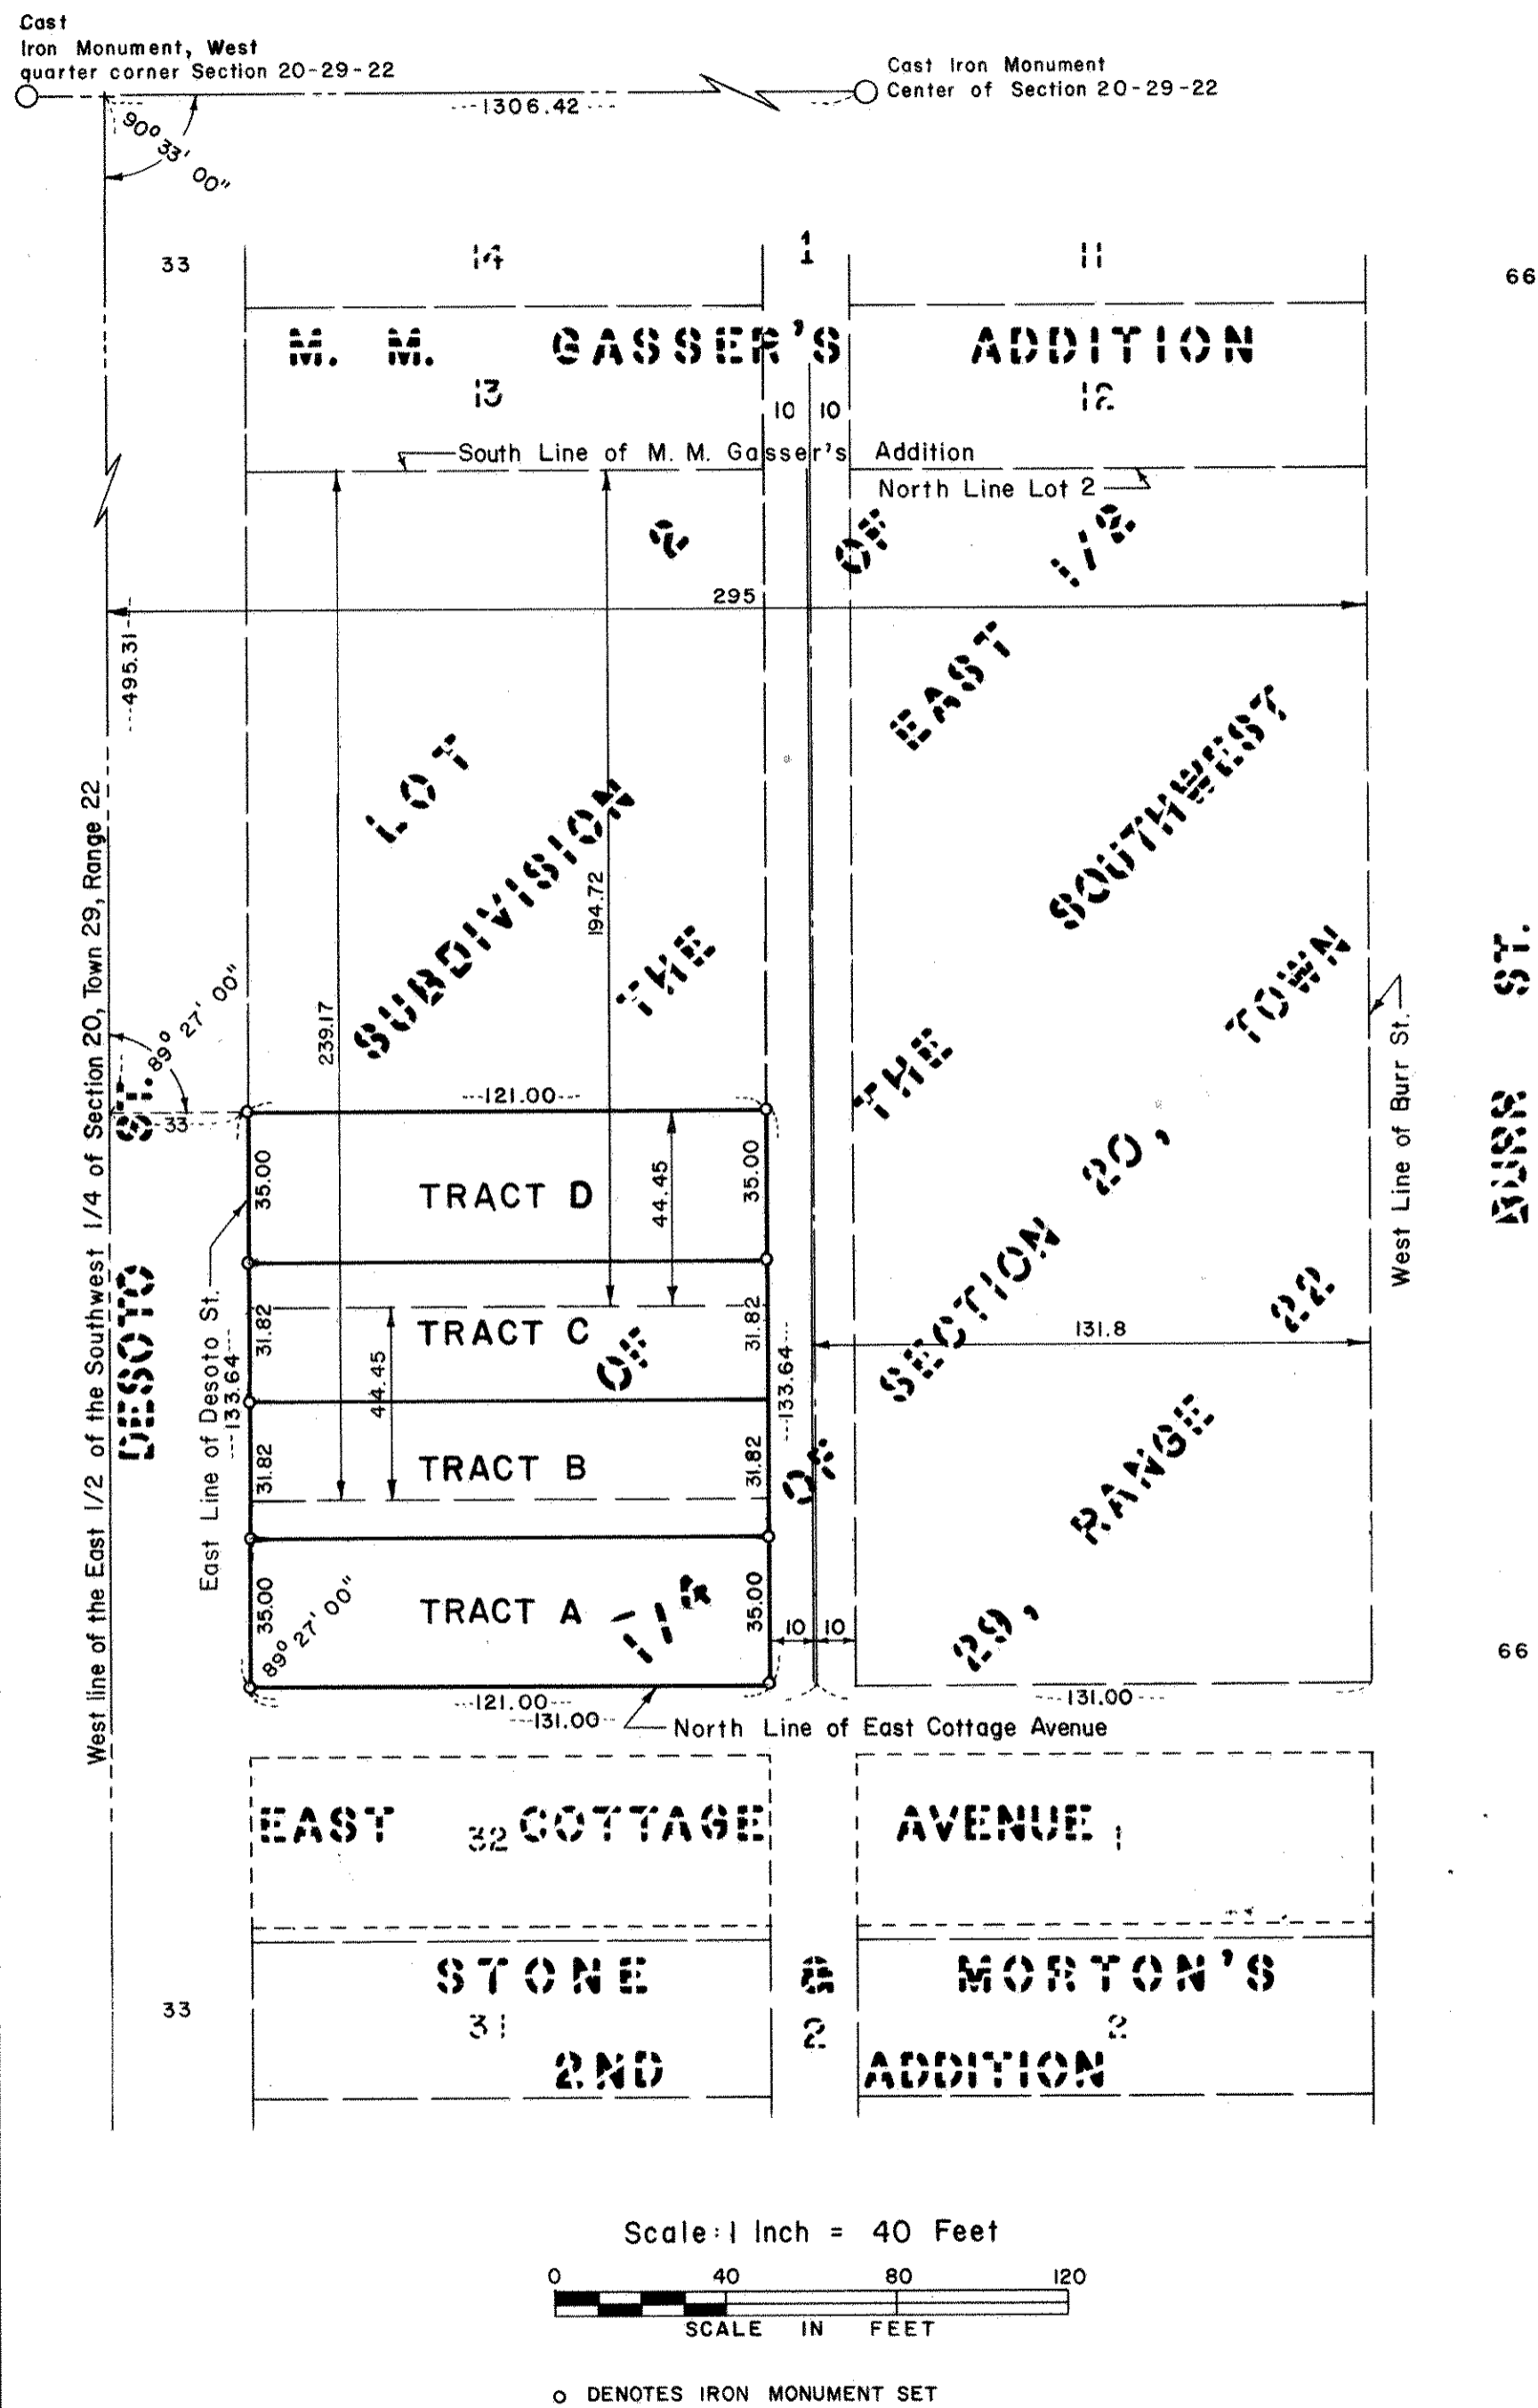 Cast
Iron Monument, West
quarter corner Section 20-29-22
Cast Iron Monument
Center of Section 20-29-22
---1306.42---
90° 33' 00"
33
14
1
11
66
M. M. GASSER'S ADDITION
13
10
10
12
South Line of M. M. Gasser's Addition
North Line Lot 2
295
---495.31---
LOT 2 OF
SUBDIVISION OF
THE EAST 1/2
OF THE SOUTHWEST
1/4
SECTION 20, TOWN
29, RANGE 22
239.17
194.72
West line of the East 1/2 of the Southwest 1/4 of Section 20, Town 29, Range 22
DESOTO ST.
89° 27' 00"
33
East Line of Desoto St.
West Line of Burr St.
BURR ST.
---121.00---
35.00
TRACT D
44.45
35.00
31.82
TRACT C
31.82
---133.64---
44.45
---133.64---
131.8
31.82
TRACT B
31.82
35.00
TRACT A
35.00
89° 27' 00"
10
10
66
---121.00---
---131.00---
---131.00---
North Line of East Cottage Avenue
EAST COTTAGE AVENUE
32
1
STONE & MORTON'S
33
31
2
2
2ND ADDITION
Scale: 1 Inch = 40 Feet
0 40 80 120
SCALE IN FEET
o DENOTES IRON MONUMENT SET